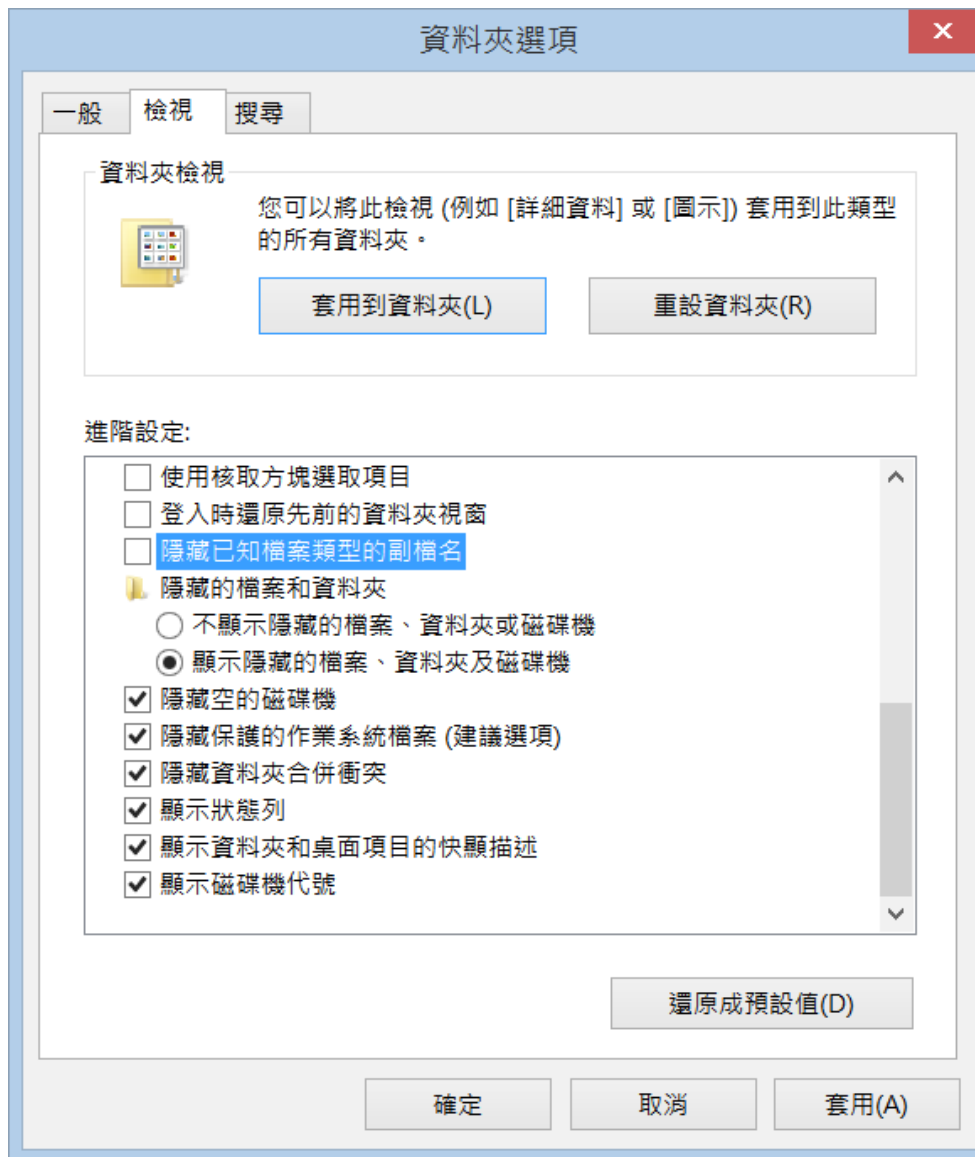 資料夾選項
一般
檢視
搜尋
資料夾檢視
您可以將此檢視 (例如 [詳細資料] 或 [圖示]) 套用到此類型
的所有資料夾。
套用到資料夾(L)
重設資料夾(R)
進階設定:
使用核取方塊選取項目
登入時還原先前的資料夾視窗
隱藏已知檔案類型的副檔名
隱藏的檔案和資料夾
不顯示隱藏的檔案、資料夾或磁碟機
顯示隱藏的檔案、資料夾及磁碟機
隱藏空的磁碟機
隱藏保護的作業系統檔案 (建議選項)
隱藏資料夾合併衝突
顯示狀態列
顯示資料夾和桌面項目的快顯描述
顯示磁碟機代號
還原成預設值(D)
確定
取消
套用(A)